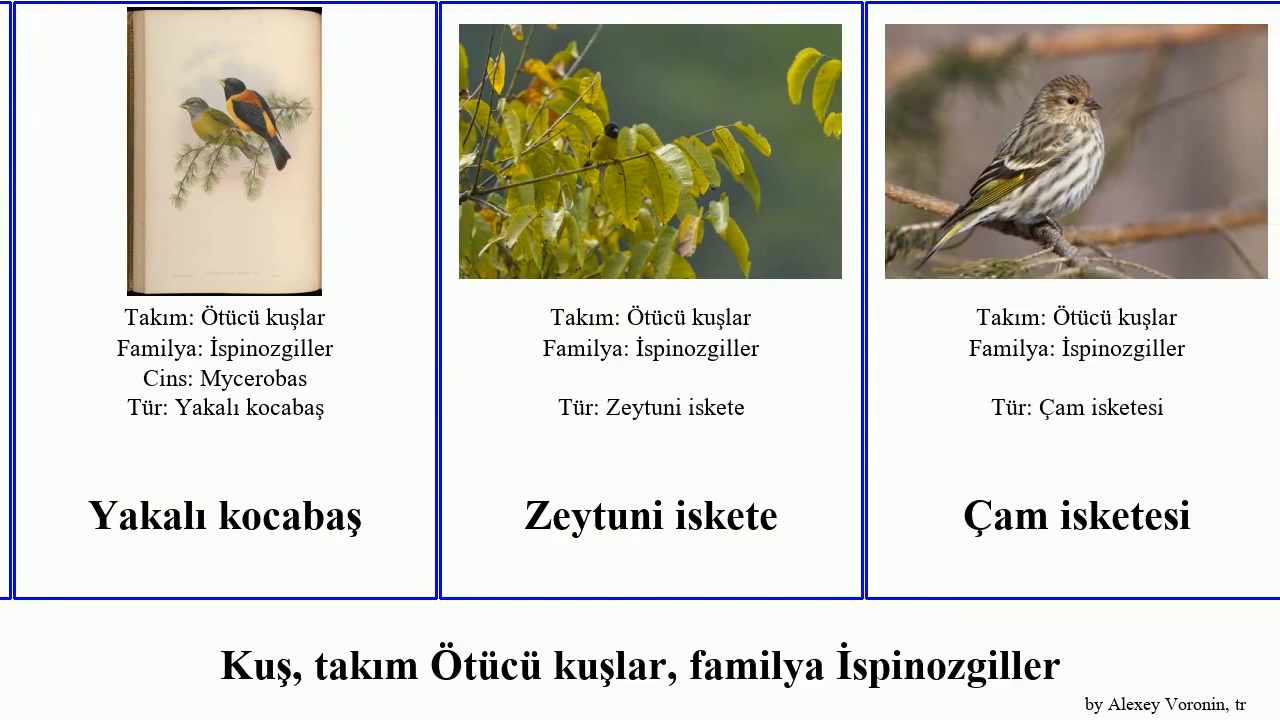 Takım: Ötücü kuşlar
Familya: İspinozgiller
Cins: Mycerobas
Tür: Yakalı kocabaş
Yakalı kocabaş
Takım: Ötücü kuşlar
Familya: İspinozgiller
Tür: Zeytuni iskete
Zeytuni iskete
Takım: Ötücü kuşlar
Familya: İspinozgiller
Tür: Çam isketesi
Çam isketesi
Kuş, takım Ötücü kuşlar, familya İspinozgiller
by Alexey Voronin, tr